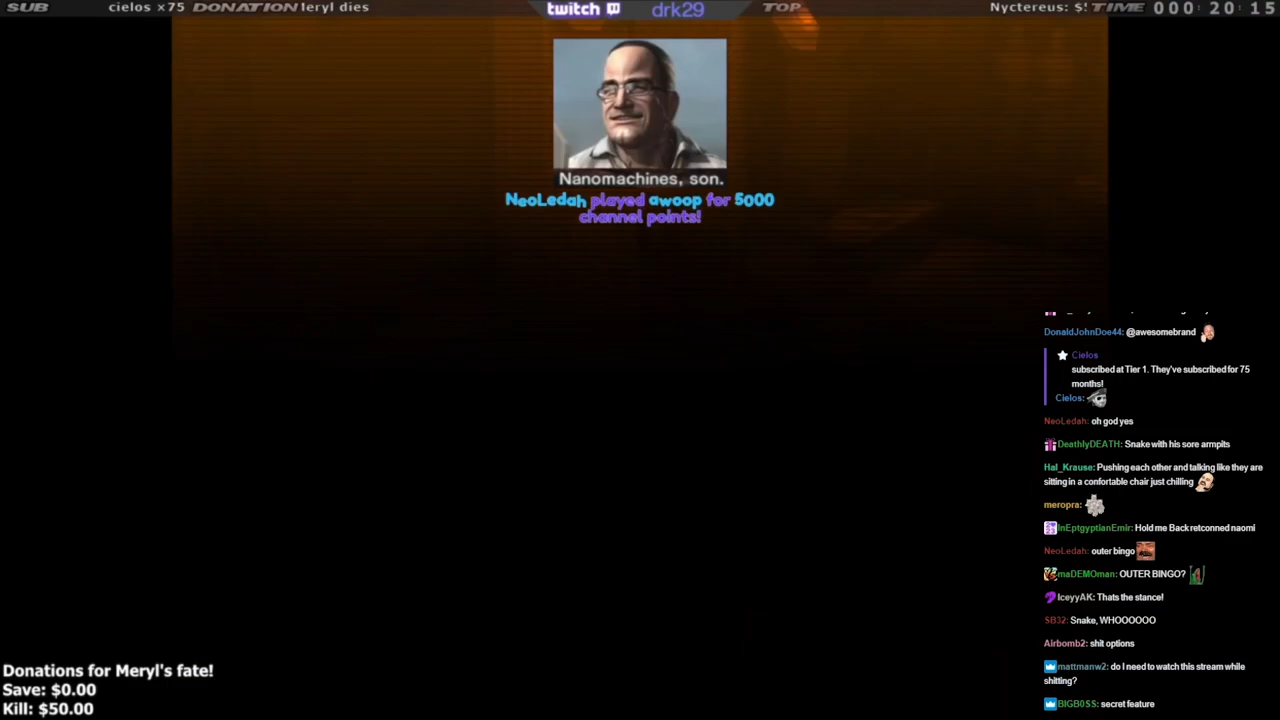 SUB cielos x75 DONATION leryl dies twitch drk29 TOP Nyctereus: $! TIME 000:20:15
Nanomachines, son.
NeoLedah played awoop for 5000
channel points!
DonaldJohnDoe44: @awesomebrand
Cielos
subscribed at Tier 1. They've subscribed for 75
months!
Cielos:
NeoLedah: oh god yes
DeathlyDEATH: Snake with his sore armpits
Hal_Krause: Pushing each other and talking like they are
sitting in a confortable chair just chilling
meropra:
InEptgyptianEmir: Hold me Back retconned naomi
NeoLedah: outer bingo
maDEMOman: OUTER BINGO?
IceyyAK: Thats the stance!
SB32: Snake, WHOOOOOO
Airbomb2: shit options
mattmanw2: do I need to watch this stream while
shitting?
BIGB0SS: secret feature
Donations for Meryl's fate!
Save: $0.00
Kill: $50.00